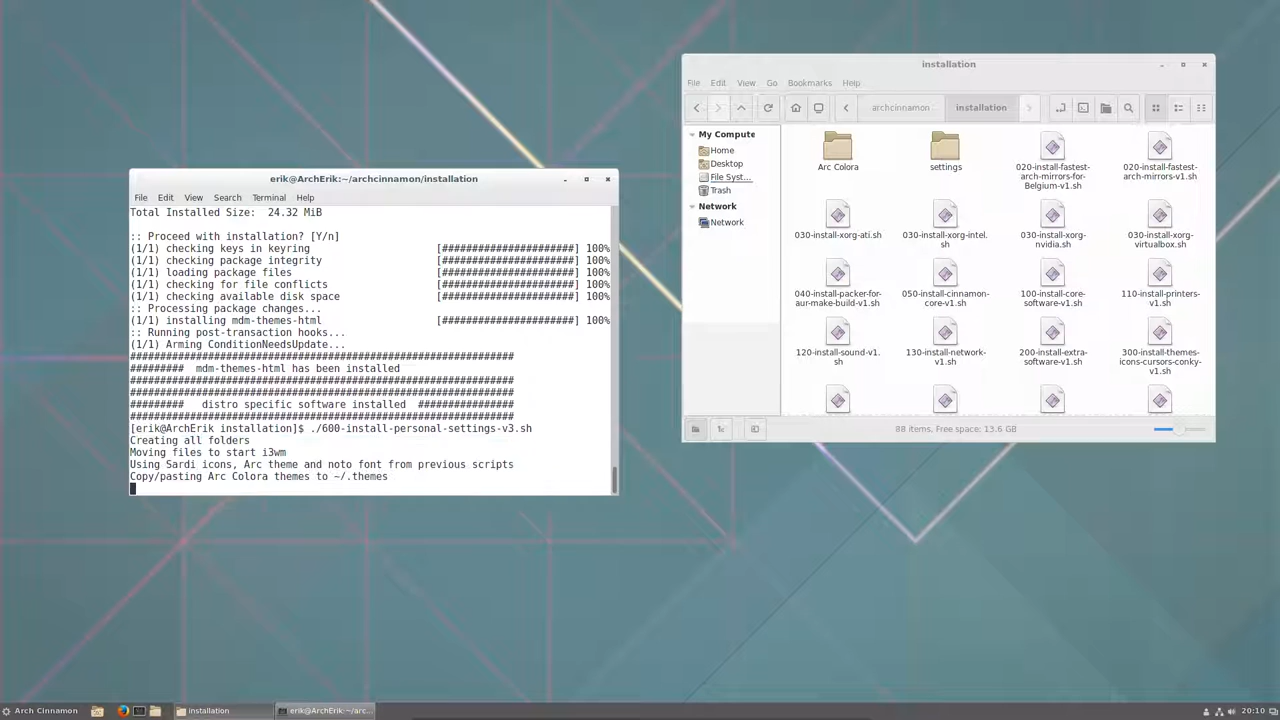 installation
File Edit View Go Bookmarks Help
archcinnamon
installation
My Compute
Home
Desktop
File Syst...
Trash
Network
Network
Arc Colora
settings
020-install-fastest-
arch-mirrors-for-
Belgium-v1.sh
020-install-fastest-
arch-mirrors-v1.sh
030-install-xorg-ati.sh
030-install-xorg-intel.
sh
030-install-xorg-
nvidia.sh
030-install-xorg-
virtualbox.sh
040-install-packer-for-
aur-make-build-v1.sh
050-install-cinnamon-
core-v1.sh
100-install-core-
software-v1.sh
110-install-printers-
v1.sh
120-install-sound-v1.
sh
130-install-network-
v1.sh
200-install-extra-
software-v1.sh
300-install-themes-
icons-cursors-conky-
v1.sh
88 items, Free space: 13.6 GB
erik@ArchErik:~/archcinnamon/installation
File Edit View Search Terminal Help
Total Installed Size:  24.32 MiB
:: Proceed with installation? [Y/n]
(1/1) checking keys in keyring [#######################] 100%
(1/1) checking package integrity [#######################] 100%
(1/1) loading package files [#######################] 100%
(1/1) checking for file conflicts [#######################] 100%
(1/1) checking available disk space [#######################] 100%
:: Processing package changes...
(1/1) installing mdm-themes-html [#######################] 100%
:: Running post-transaction hooks...
(1/1) Arming ConditionNeedsUpdate...
################################################################
#########  mdm-themes-html has been installed
################################################################
################################################################
#########   distro specific software installed  ################
################################################################
[erik@ArchErik installation]$ ./600-install-personal-settings-v3.sh
Creating all folders
Moving files to start i3wm
Using Sardi icons, Arc theme and noto font from previous scripts
Copy/pasting Arc Colora themes to ~/.themes
Arch Cinnamon
installation
erik@ArchErik:~/arc...
20:10